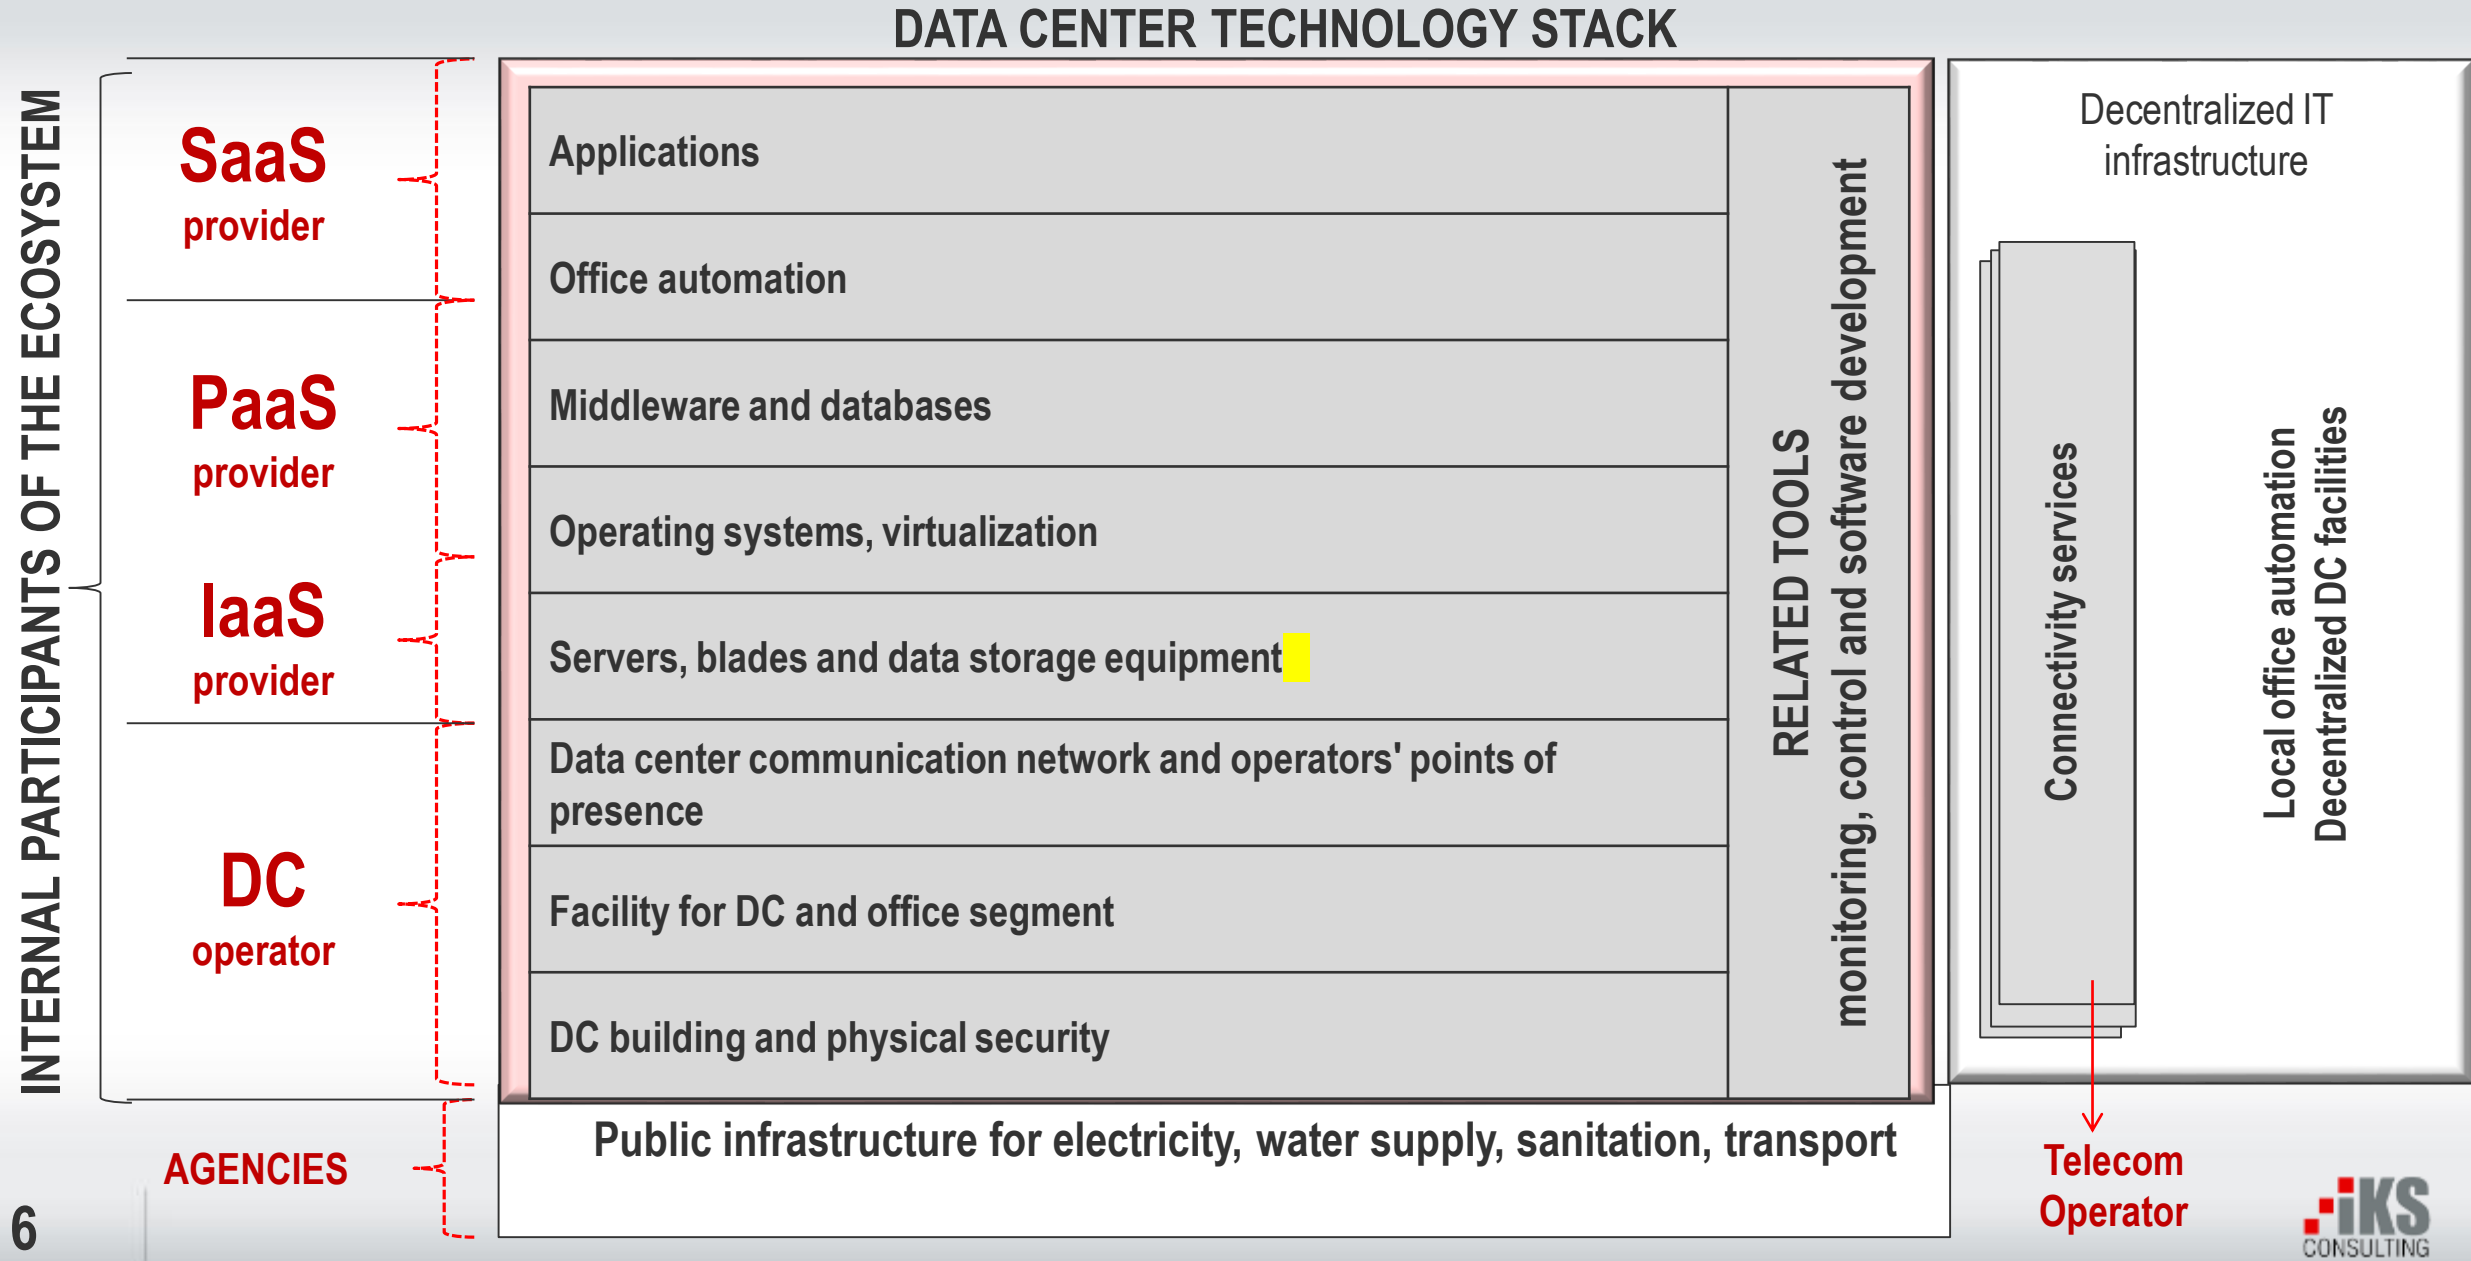 DATA CENTER TECHNOLOGY STACK
INTERNAL PARTICIPANTS OF THE ECOSYSTEM
SaaS
provider
PaaS
provider
IaaS
provider
DC
operator
AGENCIES
Applications
Office automation
Middleware and databases
Operating systems, virtualization
Servers, blades and data storage equipment
Data center communication network and operators' points of
presence
Facility for DC and office segment
DC building and physical security
RELATED TOOLS
monitoring, control and software development
Public infrastructure for electricity, water supply, sanitation, transport
Decentralized IT
infrastructure
Connectivity services
Local office automation
Decentralized DC facilities
Telecom
Operator
6
iKS
CONSULTING